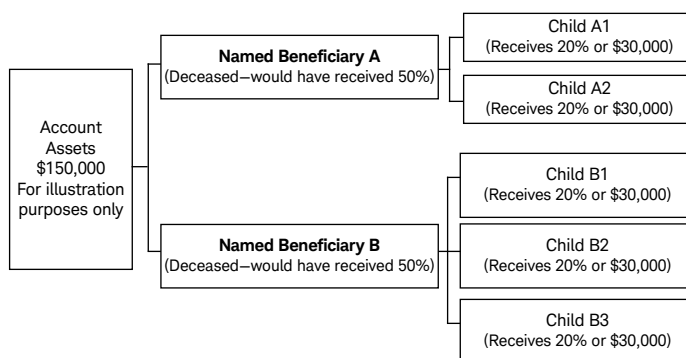 Account
Assets
$150,000
For illustration
purposes only
Named Beneficiary A
(Deceased—would have received 50%)
Child A1
(Receives 20% or $30,000)
Child A2
(Receives 20% or $30,000)
Named Beneficiary B
(Deceased—would have received 50%)
Child B1
(Receives 20% or $30,000)
Child B2
(Receives 20% or $30,000)
Child B3
(Receives 20% or $30,000)